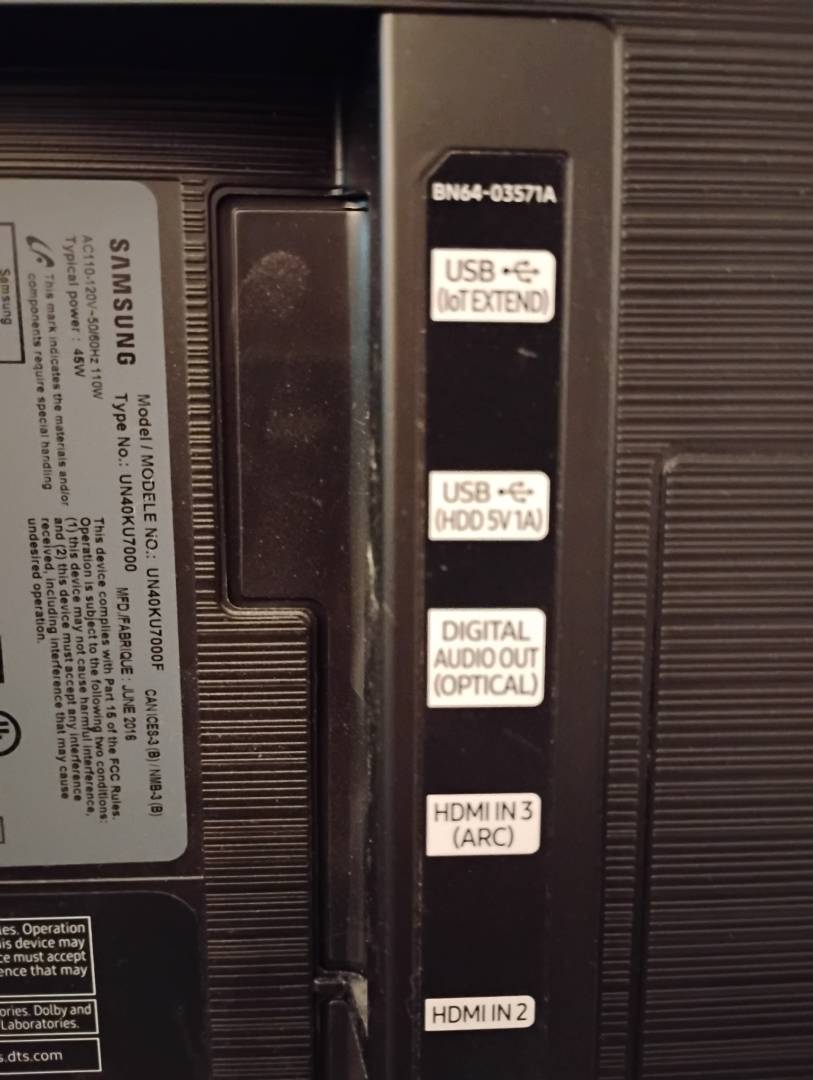 BN64-03571A
USB
(IoT EXTEND)
USB
(HDD 5V 1A)
DIGITAL
AUDIO OUT
(OPTICAL)
HDMI IN 3
(ARC)
HDMI IN 2
SAMSUNG
AC110-120V~50/60Hz 110W
Typical power : 45W
This mark indicates the materials and/or
components require special handling
Model / MODELE NO.: UN40KU7000F
Type No.: UN40KU7000
MFD./FABRIQUE : JUNE 2016
CAN ICES-3 (B) / NMB-3 (B)
This device complies with Part 15 of the FCC Rules.
Operation is subject to the following two conditions:
(1) this device may not cause harmful interference,
and (2) this device must accept any interference
received, including interference that may cause
undesired operation.
Samsung
les. Operation
is device may
ce must accept
ence that may
ories. Dolby and
Laboratories.
s.dts.com